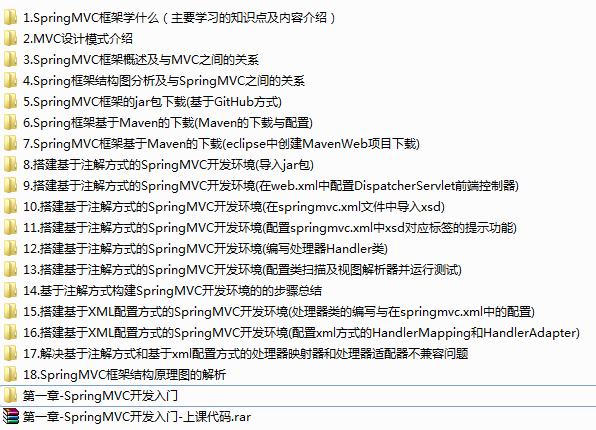 1.SpringMVC框架学什么（主要学习的知识点及内容介绍）
2.MVC设计模式介绍
3.SpringMVC框架概述及与MVC之间的关系
4.Spring框架结构图分析及与SpringMVC之间的关系
5.SpringMVC框架的jar包下载(基于GitHub方式)
6.Spring框架基于Maven的下载(Maven的下载与配置)
7.SpringMVC框架基于Maven的下载(eclipse中创建MavenWeb项目下载)
8.搭建基于注解方式的SpringMVC开发环境(导入jar包)
9.搭建基于注解方式的SpringMVC开发环境(在web.xml中配置DispatcherServlet前端控制器)
10.搭建基于注解方式的SpringMVC开发环境(在springmvc.xml文件中导入xsd)
11.搭建基于注解方式的SpringMVC开发环境(配置springmvc.xml中xsd对应标签的提示功能)
12.搭建基于注解方式的SpringMVC开发环境(编写处理器Handler类)
13.搭建基于注解方式的SpringMVC开发环境(配置类扫描及视图解析器并运行测试)
14.基于注解方式构建SpringMVC开发环境的的步骤总结
15.搭建基于XML配置方式的SpringMVC开发环境(处理器类的编写与在springmvc.xml中的配置)
16.搭建基于XML配置方式的SpringMVC开发环境(配置xml方式的HandlerMapping和HandlerAdapter)
17.解决基于注解方式和基于xml配置方式的处理器映射器和处理器适配器不兼容问题
18.SpringMVC框架结构原理图的解析
第一章-SpringMVC开发入门
第一章-SpringMVC开发入门-上课代码.rar